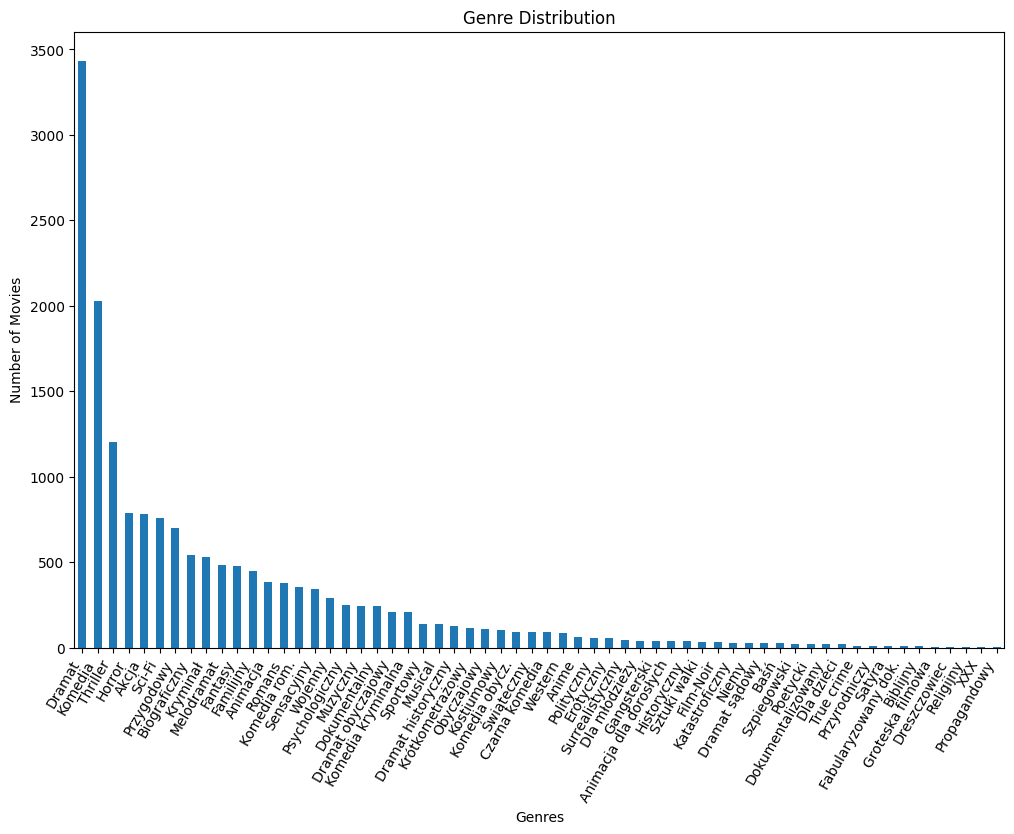 Genre Distribution
Number of Movies
3500
3000
2500
2000
1500
1000
500
0
Dramat
Komedia
Thriller
Horror
Akcja
Sci-Fi
Przygodowy
Biograficzny
Kryminał
Melodramat
Fantasy
Familijny
Animacja
Romans
Komedia rom.
Sensacyjny
Wojenny
Psychologiczny
Muzyczny
Dokumentalny
Dramat obyczajowy
Komedia kryminalna
Sportowy
Musical
Dramat historyczny
Krótkometrażowy
Obyczajowy
Kostiumowy
Komedia obycz.
Świąteczny
Czarna komedia
Western
Anime
Polityczny
Erotyczny
Surrealistyczny
Dla młodzieży
Gangsterski
Animacja dla dorosłych
Historyczny
Sztuki walki
Film-Noir
Katastroficzny
Niemy
Dramat sądowy
Baśń
Szpiegowski
Poetycki
Dokumentalizowany
Dla dzieci
True crime
Przyrodniczy
Satyra
Fabularyzowany dok.
Biblijny
Groteska filmowa
Dreszczowiec
Religijny
XXX
Propagandowy
Genres